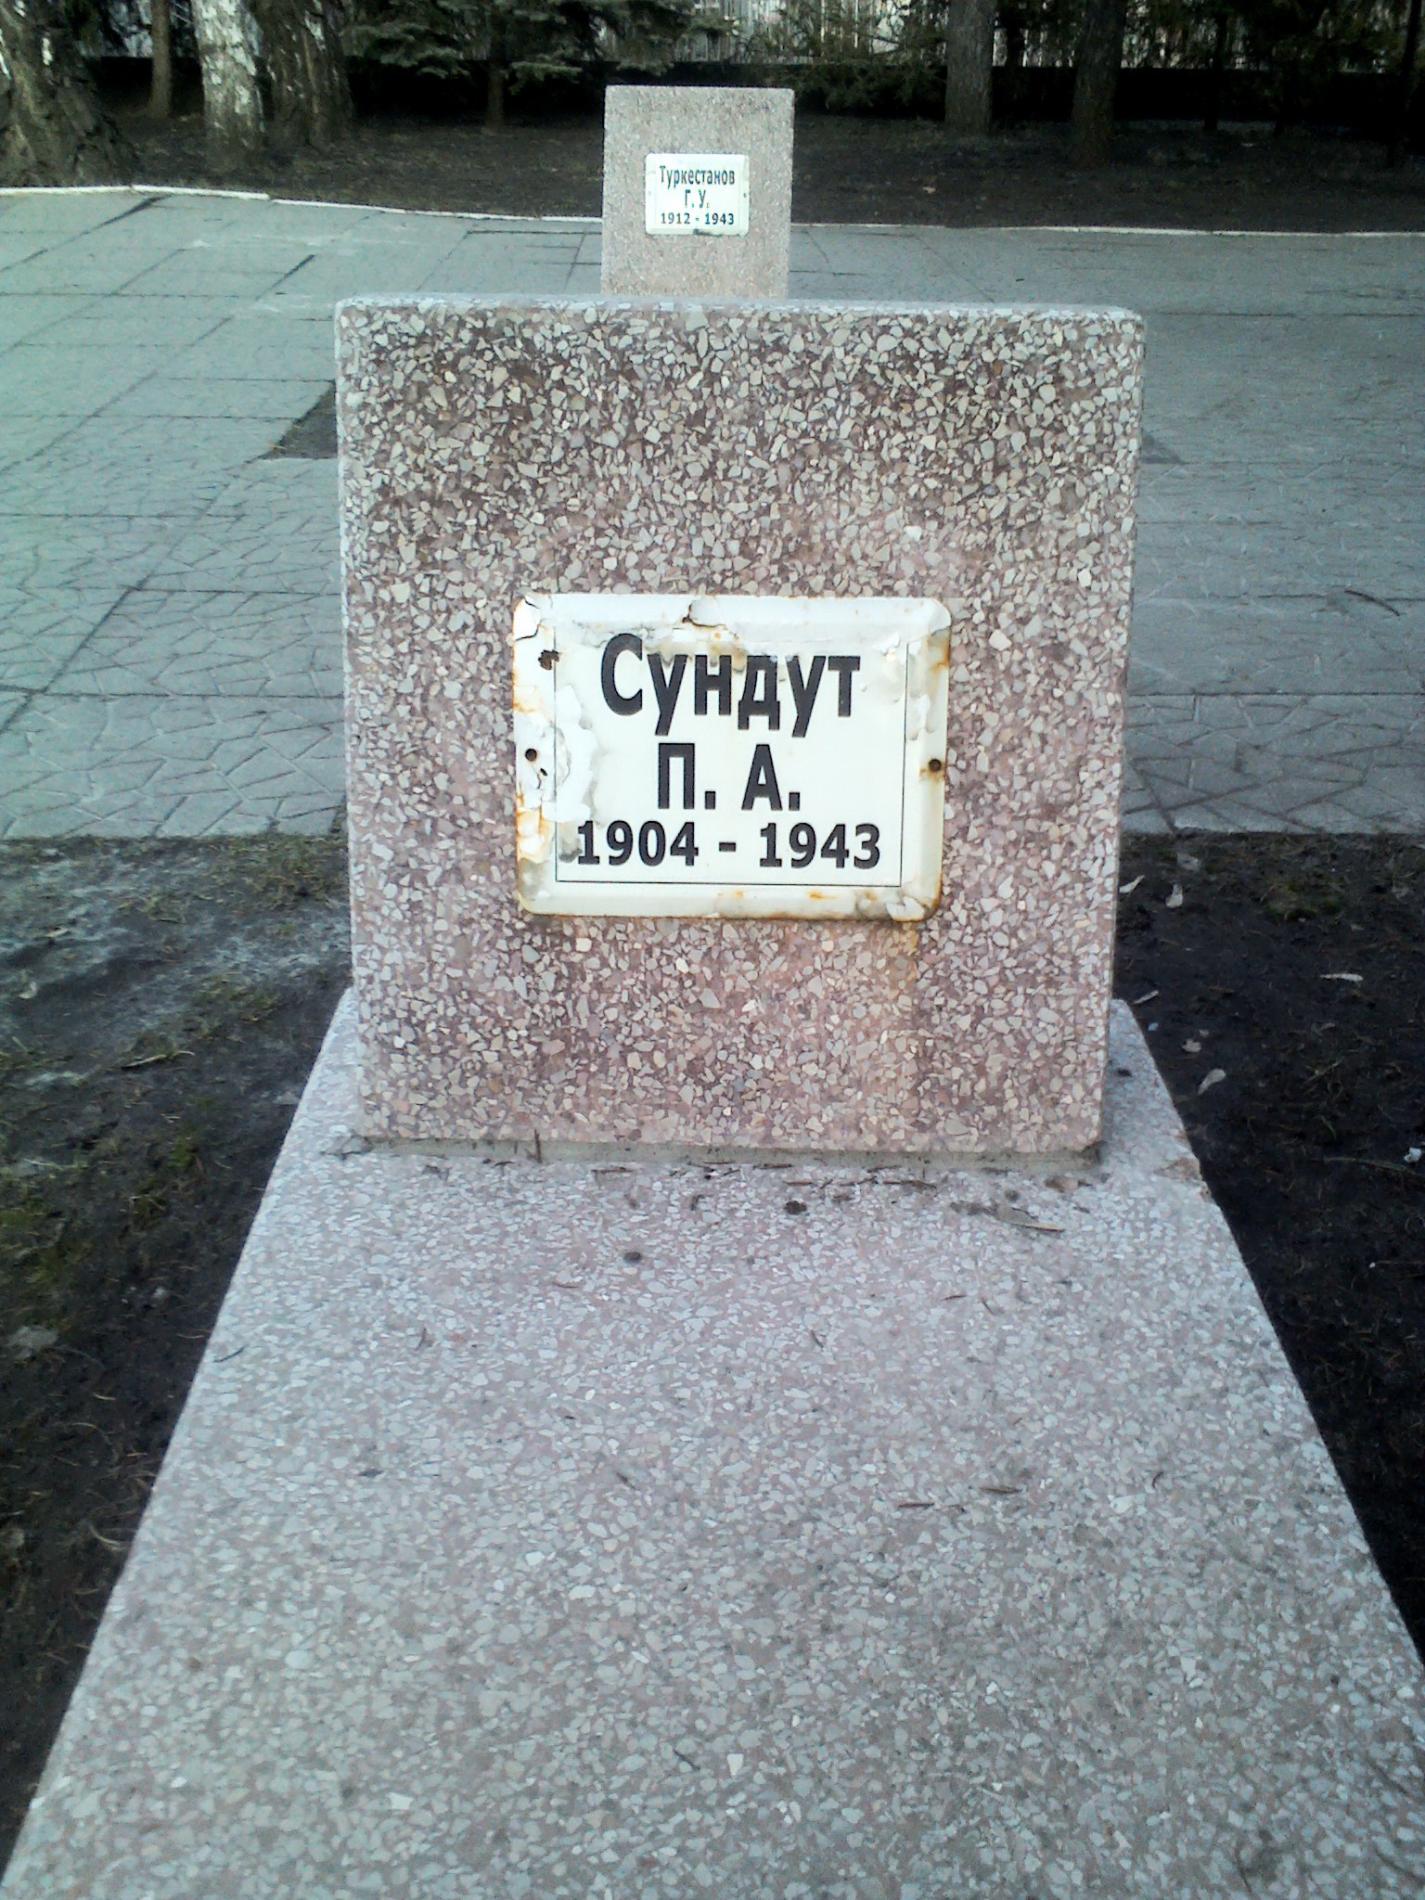 Туркестанов
Г. У.
1912 - 1943
Сундут
П. А.
1904 - 1943